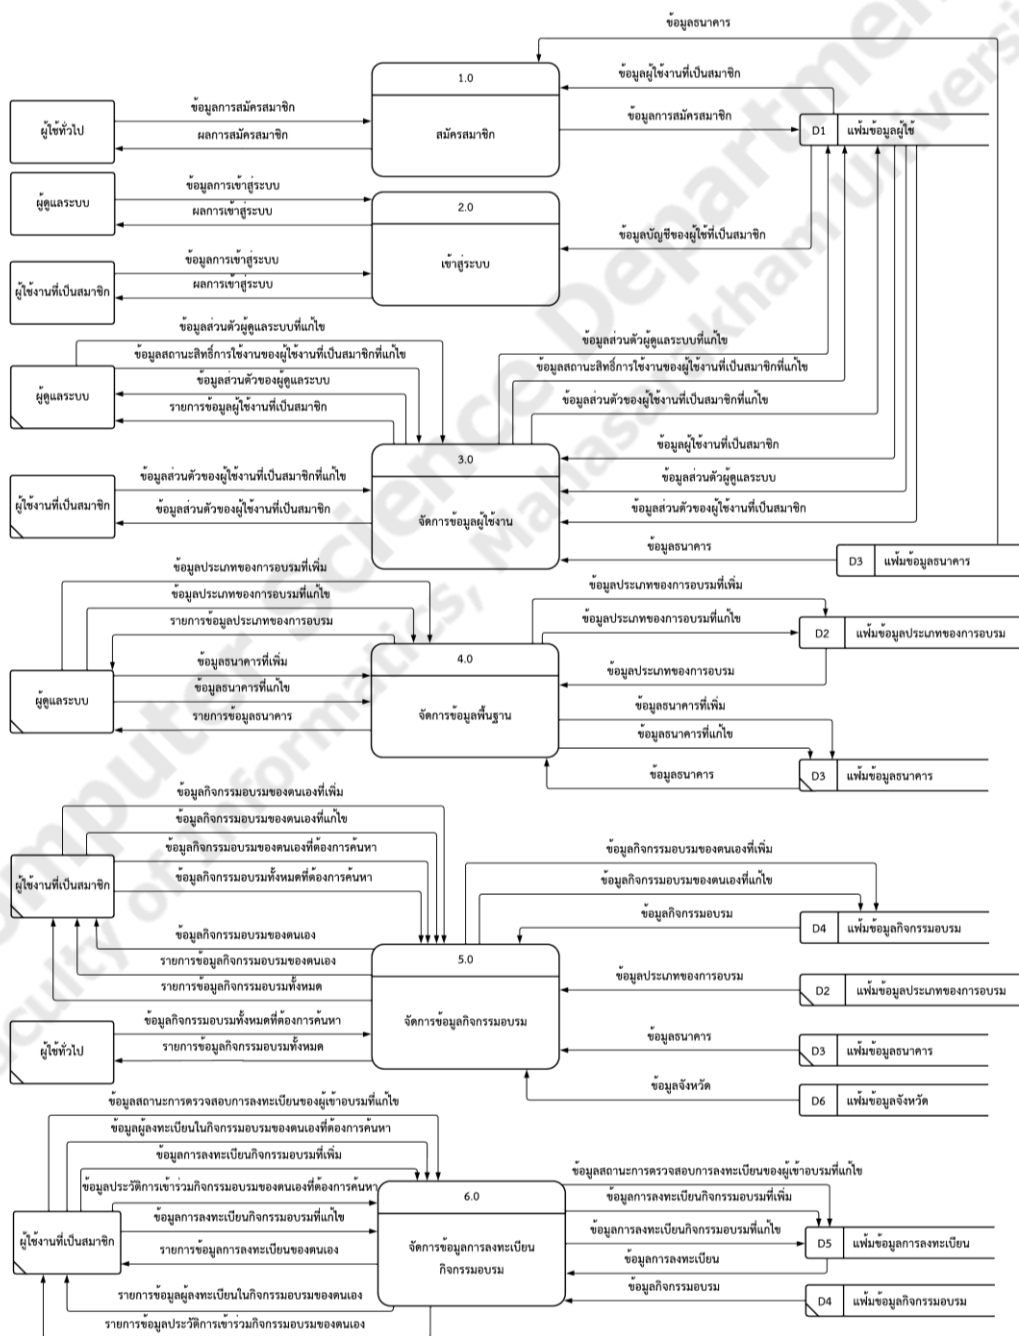 ข้อมูลธนาคาร
1.0
สมัครสมาชิก
ผู้ใช้ทั่วไป
ข้อมูลการสมัครสมาชิก
ผลการสมัครสมาชิก
ข้อมูลผู้ใช้งานที่เป็นสมาชิก
ข้อมูลการสมัครสมาชิก
D1 แฟ้มข้อมูลผู้ใช้
ผู้ดูแลระบบ
ข้อมูลการเข้าสู่ระบบ
ผลการเข้าสู่ระบบ
2.0
เข้าสู่ระบบ
ข้อมูลบัญชีของผู้ใช้ที่เป็นสมาชิก
ผู้ใช้งานที่เป็นสมาชิก
ข้อมูลการเข้าสู่ระบบ
ผลการเข้าสู่ระบบ
ข้อมูลส่วนตัวผู้ดูแลระบบที่แก้ไข
ข้อมูลสถานะสิทธิ์การใช้งานของผู้ใช้งานที่เป็นสมาชิกที่แก้ไข
ข้อมูลส่วนตัวของผู้ดูแลระบบ
รายการข้อมูลผู้ใช้งานที่เป็นสมาชิก
ผู้ดูแลระบบ
ข้อมูลส่วนตัวผู้ดูแลระบบที่แก้ไข
ข้อมูลสถานะสิทธิ์การใช้งานของผู้ใช้งานที่เป็นสมาชิกที่แก้ไข
ข้อมูลส่วนตัวของผู้ใช้งานที่เป็นสมาชิกที่แก้ไข
3.0
จัดการข้อมูลผู้ใช้งาน
ข้อมูลผู้ใช้งานที่เป็นสมาชิก
ข้อมูลส่วนตัวผู้ดูแลระบบ
ข้อมูลส่วนตัวของผู้ใช้งานที่เป็นสมาชิก
ผู้ใช้งานที่เป็นสมาชิก
ข้อมูลส่วนตัวของผู้ใช้งานที่เป็นสมาชิกที่แก้ไข
ข้อมูลส่วนตัวของผู้ใช้งานที่เป็นสมาชิก
ข้อมูลธนาคาร
D3 แฟ้มข้อมูลธนาคาร
ข้อมูลประเภทของการอบรมที่เพิ่ม
ข้อมูลประเภทของการอบรมที่แก้ไข
รายการข้อมูลประเภทของการอบรม
ข้อมูลธนาคารที่เพิ่ม
ข้อมูลธนาคารที่แก้ไข
รายการข้อมูลธนาคาร
ผู้ดูแลระบบ
4.0
จัดการข้อมูลพื้นฐาน
ข้อมูลประเภทของการอบรมที่เพิ่ม
ข้อมูลประเภทของการอบรมที่แก้ไข
D2 แฟ้มข้อมูลประเภทของการอบรม
ข้อมูลประเภทของการอบรม
ข้อมูลธนาคารที่เพิ่ม
ข้อมูลธนาคารที่แก้ไข
ข้อมูลธนาคาร
D3 แฟ้มข้อมูลธนาคาร
ข้อมูลกิจกรรมอบรมของตนเองที่เพิ่ม
ข้อมูลกิจกรรมอบรมของตนเองที่แก้ไข
ข้อมูลกิจกรรมอบรมของตนเองที่ต้องการค้นหา
ข้อมูลกิจกรรมอบรมทั้งหมดที่ต้องการค้นหา
ผู้ใช้งานที่เป็นสมาชิก
ข้อมูลกิจกรรมอบรมของตนเอง
รายการข้อมูลกิจกรรมอบรมของตนเอง
รายการข้อมูลกิจกรรมอบรมทั้งหมด
5.0
จัดการข้อมูลกิจกรรมอบรม
ข้อมูลกิจกรรมอบรมของตนเองที่เพิ่ม
ข้อมูลกิจกรรมอบรมของตนเองที่แก้ไข
ข้อมูลกิจกรรมอบรม
D4 แฟ้มข้อมูลกิจกรรมอบรม
ข้อมูลประเภทของการอบรม
D2 แฟ้มข้อมูลประเภทของการอบรม
ผู้ใช้ทั่วไป
ข้อมูลกิจกรรมอบรมทั้งหมดที่ต้องการค้นหา
รายการข้อมูลกิจกรรมอบรมทั้งหมด
ข้อมูลธนาคาร
D3 แฟ้มข้อมูลธนาคาร
ข้อมูลจังหวัด
D6 แฟ้มข้อมูลจังหวัด
ข้อมูลสถานะการตรวจสอบการลงทะเบียนของผู้เข้าอบรมที่แก้ไข
ข้อมูลผู้ลงทะเบียนในกิจกรรมอบรมของตนเองที่ต้องการค้นหา
ข้อมูลการลงทะเบียนกิจกรรมอบรมที่เพิ่ม
ข้อมูลประวัติการเข้าร่วมกิจกรรมอบรมของตนเองที่ต้องการค้นหา
ข้อมูลการลงทะเบียนกิจกรรมอบรมที่แก้ไข
รายการข้อมูลการลงทะเบียนของตนเอง
ผู้ใช้งานที่เป็นสมาชิก
รายการข้อมูลผู้ลงทะเบียนในกิจกรรมอบรมของตนเอง
รายการข้อมูลประวัติการเข้าร่วมกิจกรรมอบรมของตนเอง
6.0
จัดการข้อมูลการลงทะเบียน
กิจกรรมอบรม
ข้อมูลสถานะการตรวจสอบการลงทะเบียนของผู้เข้าอบรมที่แก้ไข
ข้อมูลการลงทะเบียนกิจกรรมอบรมที่เพิ่ม
ข้อมูลการลงทะเบียนกิจกรรมอบรมที่แก้ไข
ข้อมูลการลงทะเบียน
D5 แฟ้มข้อมูลการลงทะเบียน
ข้อมูลกิจกรรมอบรม
D4 แฟ้มข้อมูลกิจกรรมอบรม
Computer Science Department
Faculty of Informatics, Mahasarakham Universi